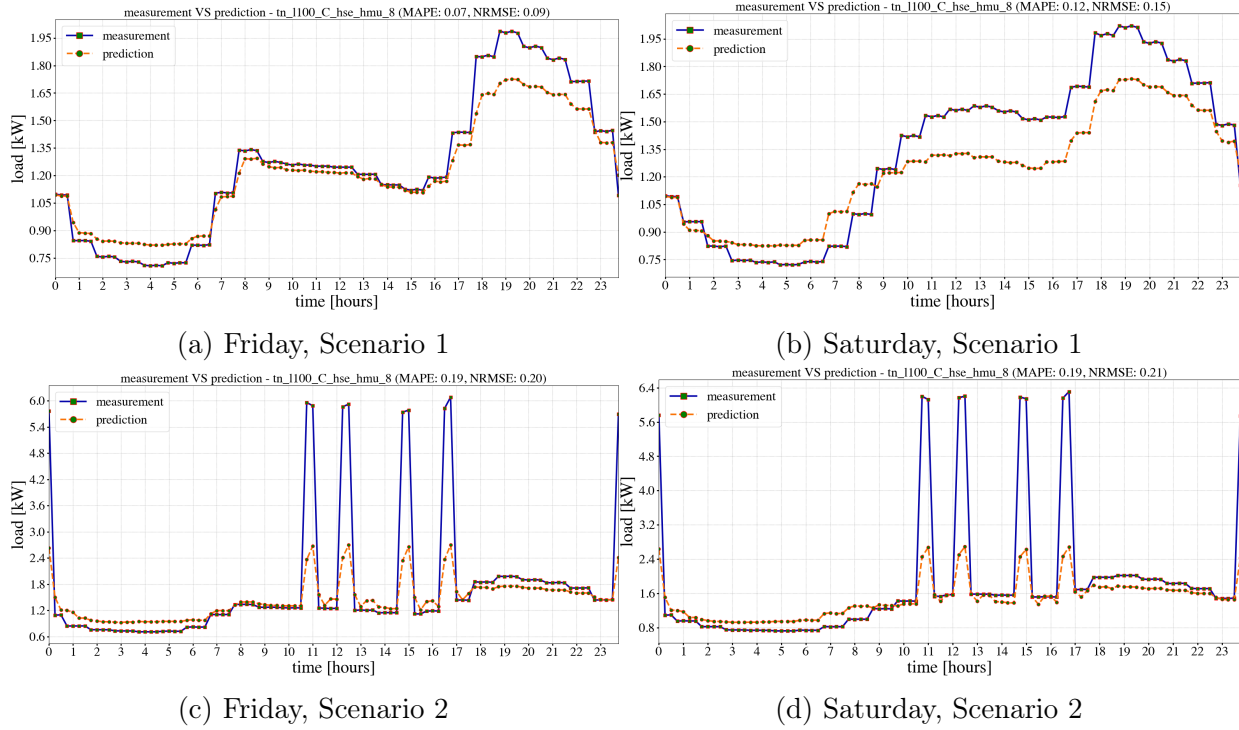 measurement VS prediction - tn_l100_C_hse_hmu_8 (MAPE: 0.07, NRMSE: 0.09)
measurement
prediction
load [kW]
1.95
1.80
1.65
1.50
1.35
1.20
1.05
0.90
0.75
0 1 2 3 4 5 6 7 8 9 10 11 12 13 14 15 16 17 18 19 20 21 22 23
time [hours]
(a) Friday, Scenario 1
measurement VS prediction - tn_l100_C_hse_hmu_8 (MAPE: 0.12, NRMSE: 0.15)
measurement
prediction
load [kW]
1.95
1.80
1.65
1.50
1.35
1.20
1.05
0.90
0.75
0 1 2 3 4 5 6 7 8 9 10 11 12 13 14 15 16 17 18 19 20 21 22 23
time [hours]
(b) Saturday, Scenario 1
measurement VS prediction - tn_l100_C_hse_hmu_8 (MAPE: 0.19, NRMSE: 0.20)
measurement
prediction
load [kW]
6.0
5.4
4.8
4.2
3.6
3.0
2.4
1.8
1.2
0.6
0 1 2 3 4 5 6 7 8 9 10 11 12 13 14 15 16 17 18 19 20 21 22 23
time [hours]
(c) Friday, Scenario 2
measurement VS prediction - tn_l100_C_hse_hmu_8 (MAPE: 0.19, NRMSE: 0.21)
measurement
prediction
load [kW]
6.4
5.6
4.8
4.0
3.2
2.4
1.6
0.8
0 1 2 3 4 5 6 7 8 9 10 11 12 13 14 15 16 17 18 19 20 21 22 23
time [hours]
(d) Saturday, Scenario 2